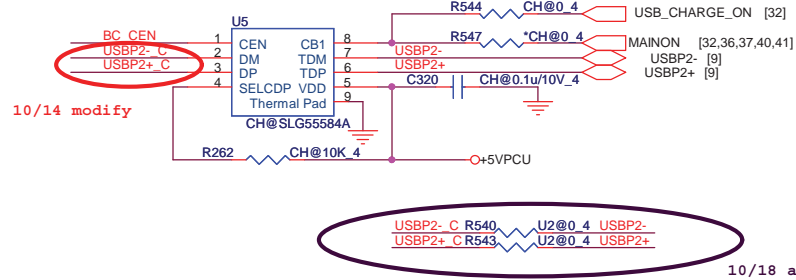 R544 CH@0_4 USB_CHARGE_ON [32]
U5
BC_CEN 1 CEN CB1 8 R547 *CH@0_4 MAINON [32,36,37,40,41]
USBP2-_C 2 DM TDM 7 USBP2- USBP2- [9]
USBP2+_C 3 DP TDP 6 USBP2+ USBP2+ [9]
4 SELCDP VDD 5 C320 CH@0.1u/10V_4
Thermal Pad 9
10/14 modify
CH@SLG55584A
R262 CH@10K_4 +5VPCU
USBP2-_C R540 U2@0_4 USBP2-
USBP2+_C R543 U2@0_4 USBP2+
10/18 a